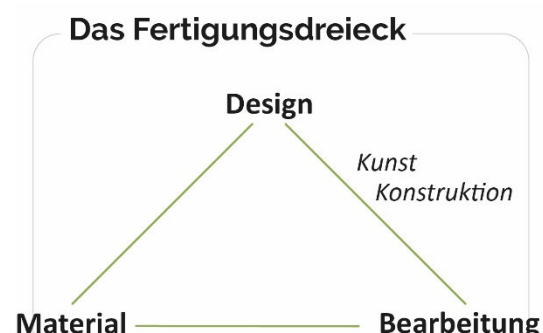 Das Fertigungsdreieck
Design
Kunst
Konstruktion
Material Bearbeitung